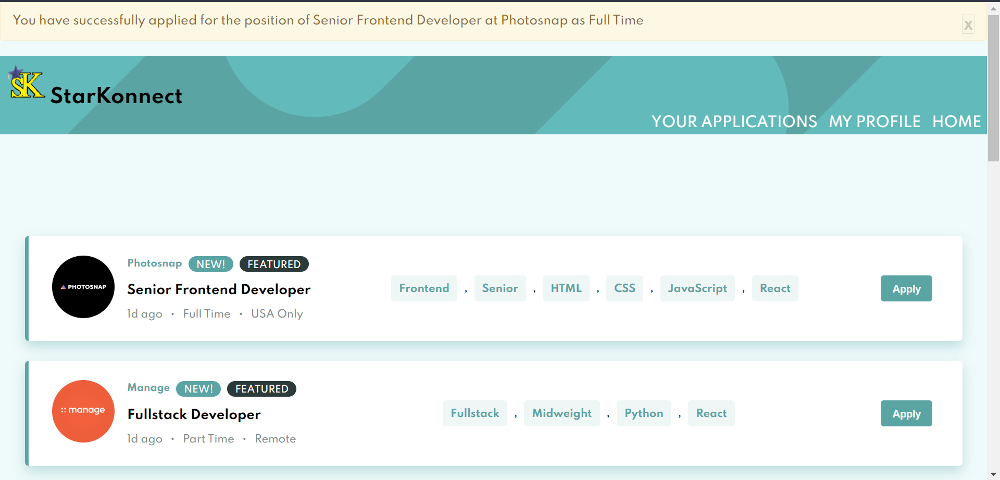 You have successfully applied for the position of Senior Frontend Developer at Photosnap as Full Time
x
SK StarKonnect
YOUR APPLICATIONS MY PROFILE HOME
PHOTOSNAP
Photosnap NEW! FEATURED
Senior Frontend Developer
1d ago • Full Time • USA Only
Frontend , Senior , HTML , CSS , JavaScript , React
Apply
manage
Manage NEW! FEATURED
Fullstack Developer
1d ago • Part Time • Remote
Fullstack , Midweight , Python , React
Apply